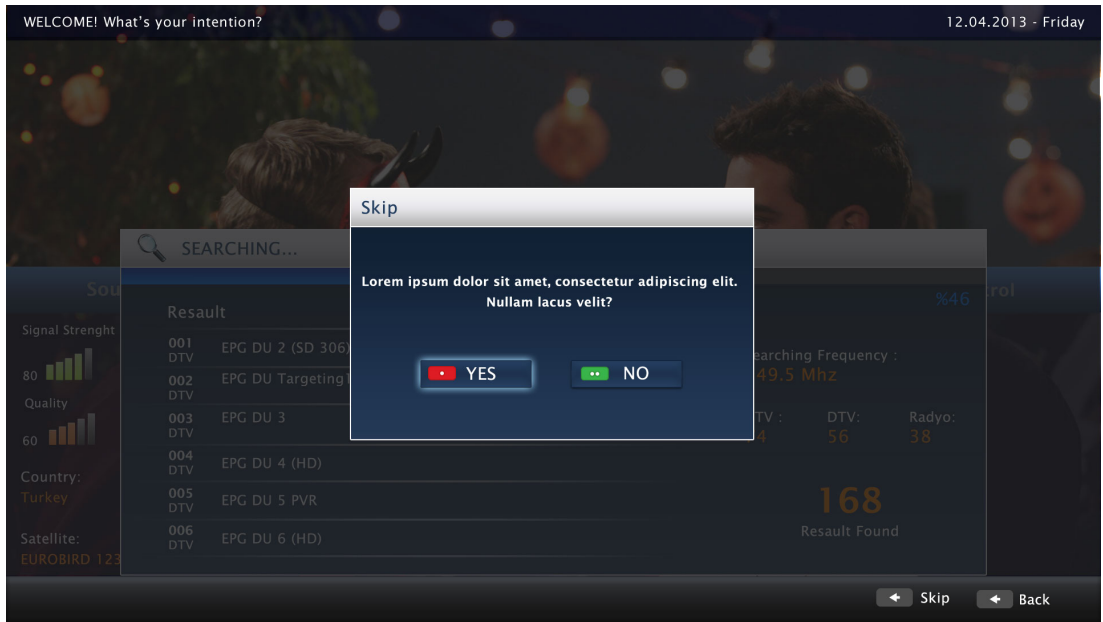 WELCOME! What's your intention?
12.04.2013 - Friday
Skip
SEARCHING...
Lorem ipsum dolor sit amet, consectetur adipiscing elit.
Nullam lacus velit?
YES
NO
Sou
rol
%46
Resault
Signal Strenght
80
Quality
60
Country:
Turkey
Satellite:
EUROBIRD 123
001
DTV
EPG DU 2 (SD 306)
002
DTV
EPG DU Targeting
003
DTV
EPG DU 3
004
DTV
EPG DU 4 (HD)
005
DTV
EPG DU 5 PVR
006
DTV
EPG DU 6 (HD)
earching Frequency :
49.5 Mhz
TV :
DTV:
Radyo:
4
56
38
168
Resault Found
Skip
Back